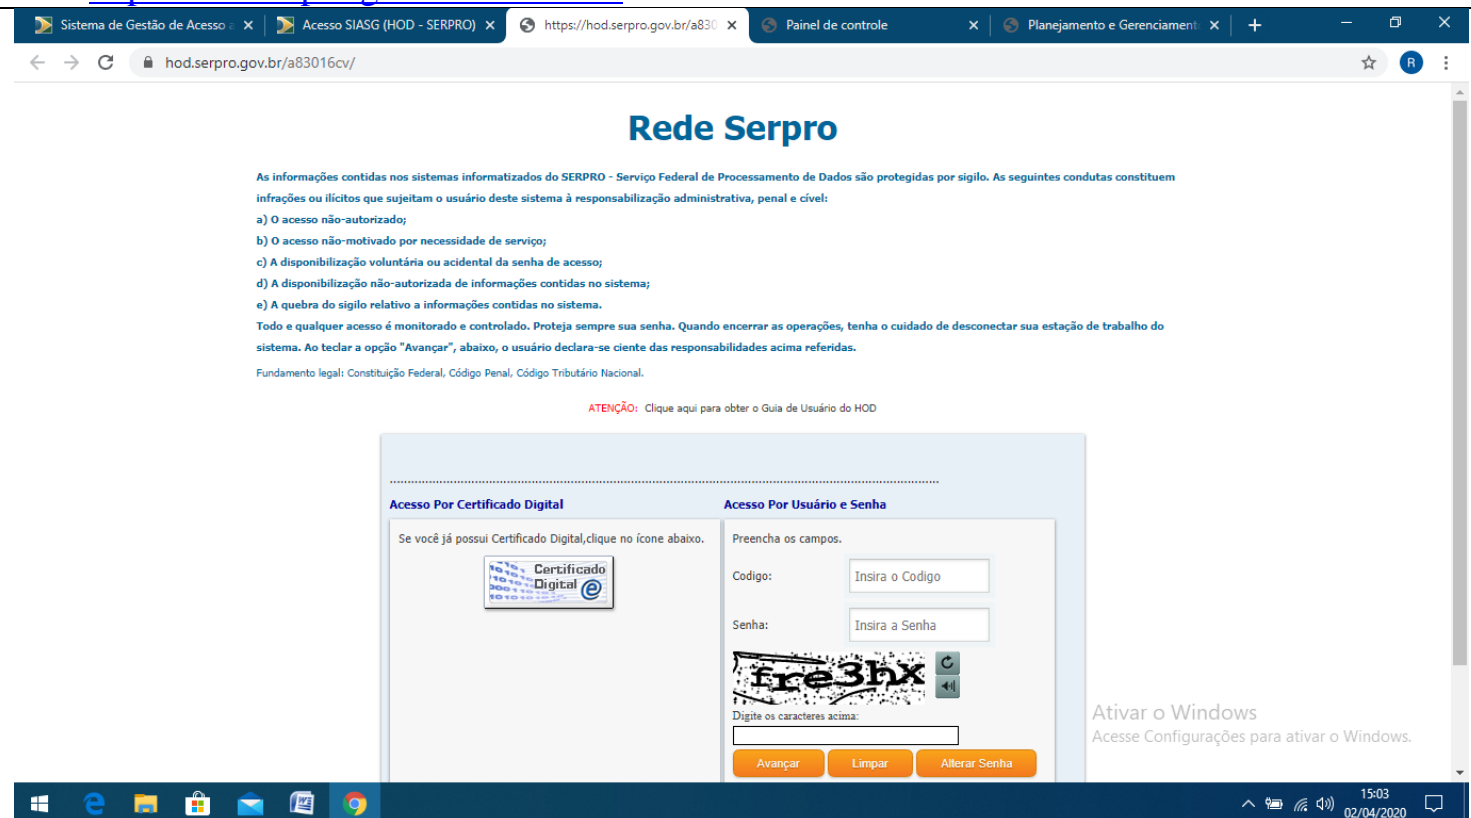 Sistema de Gestão de Acesso a
Acesso SIASG (HOD - SERPRO)
https://hod.serpro.gov.br/a830
Painel de controle
Planejamento e Gerenciament
hod.serpro.gov.br/a83016cv/
R
Rede Serpro
As informações contidas nos sistemas informatizados do SERPRO - Serviço Federal de Processamento de Dados são protegidas por sigilo. As seguintes condutas constituem
infrações ou ilícitos que sujeitam o usuário deste sistema à responsabilização administrativa, penal e cível:
a) O acesso não-autorizado;
b) O acesso não-motivado por necessidade de serviço;
c) A disponibilização voluntária ou acidental da senha de acesso;
d) A disponibilização não-autorizada de informações contidas no sistema;
e) A quebra do sigilo relativo a informações contidas no sistema.
Todo e qualquer acesso é monitorado e controlado. Proteja sempre sua senha. Quando encerrar as operações, tenha o cuidado de desconectar sua estação de trabalho do
sistema. Ao teclar a opção "Avançar", abaixo, o usuário declara-se ciente das responsabilidades acima referidas.
Fundamento legal: Constituição Federal, Código Penal, Código Tributário Nacional.
ATENÇÃO: Clique aqui para obter o Guia de Usuário do HOD
Acesso Por Certificado Digital
Se você já possui Certificado Digital,clique no ícone abaixo.
Certificado
Digital e
Acesso Por Usuário e Senha
Preencha os campos.
Codigo:
Insira o Codigo
Senha:
Insira a Senha
fre3hx
Digite os caracteres acima:
Avançar
Limpar
Alterar Senha
Ativar o Windows
Acesse Configurações para ativar o Windows.
15:03
02/04/2020